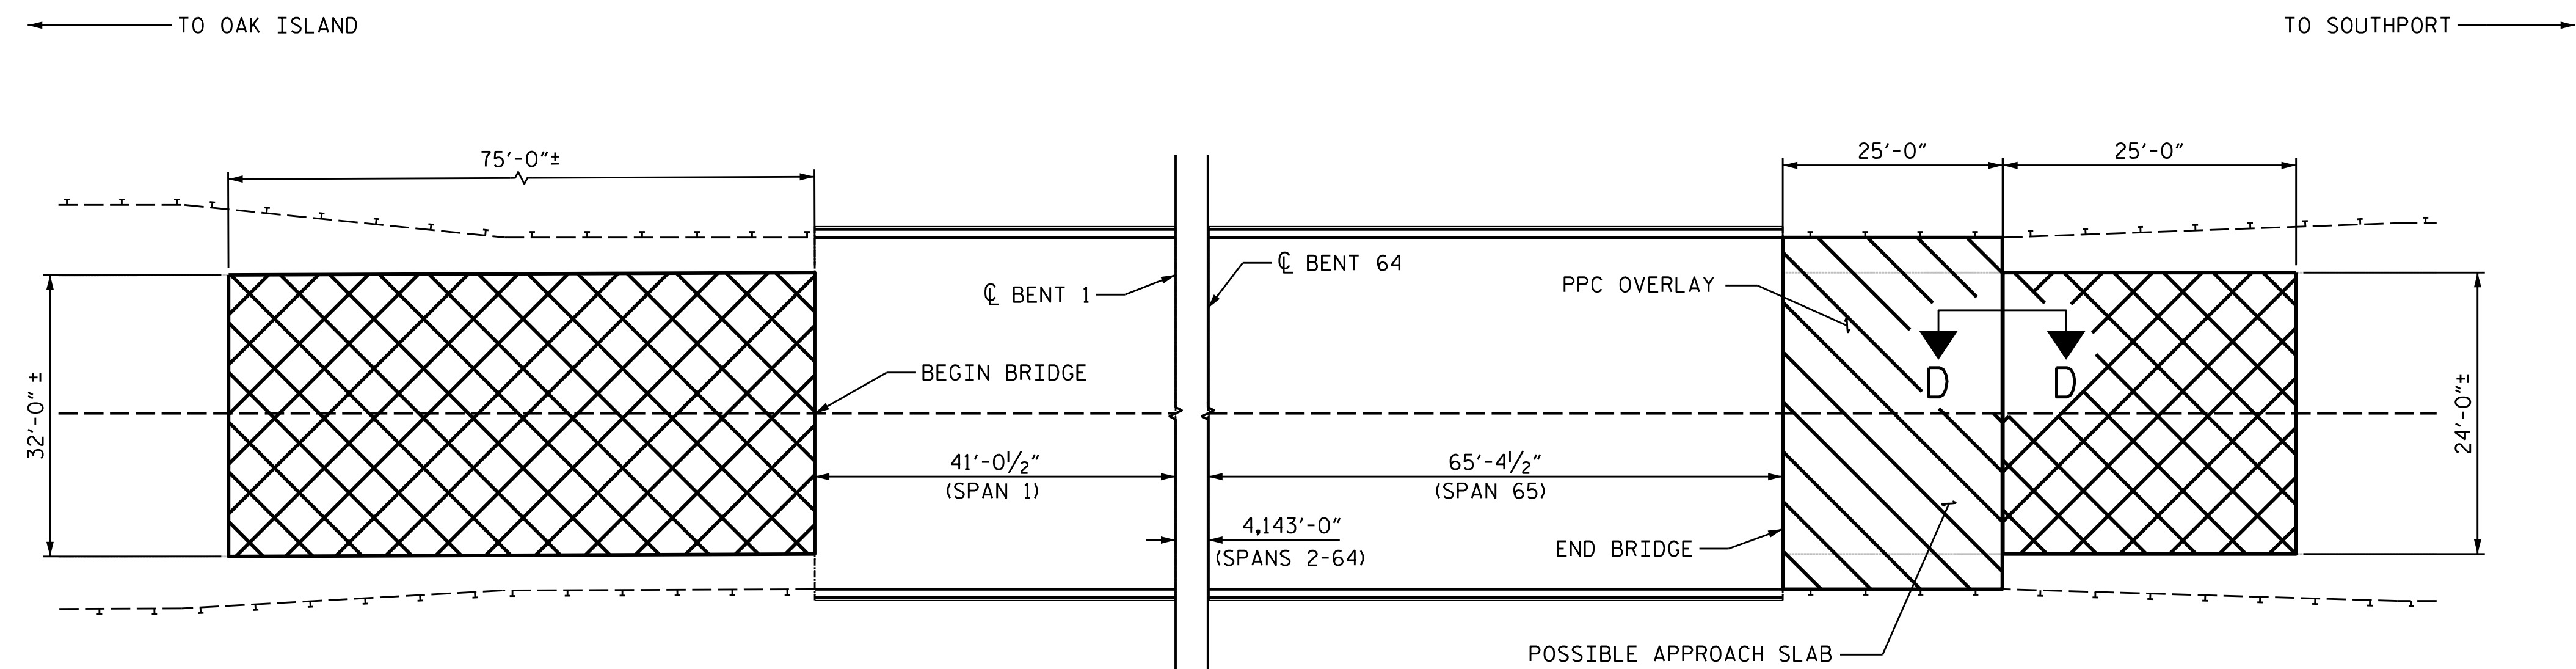 TO OAK ISLAND
TO SOUTHPORT
75'-0"±
25'-0"
25'-0"
℄ BENT 64
℄ BENT 1
PPC OVERLAY
BEGIN BRIDGE
D
D
32'-0"±
24'-0"±
41'-0½"
(SPAN 1)
65'-4½"
(SPAN 65)
4,143'-0"
(SPANS 2-64)
END BRIDGE
POSSIBLE APPROACH SLAB